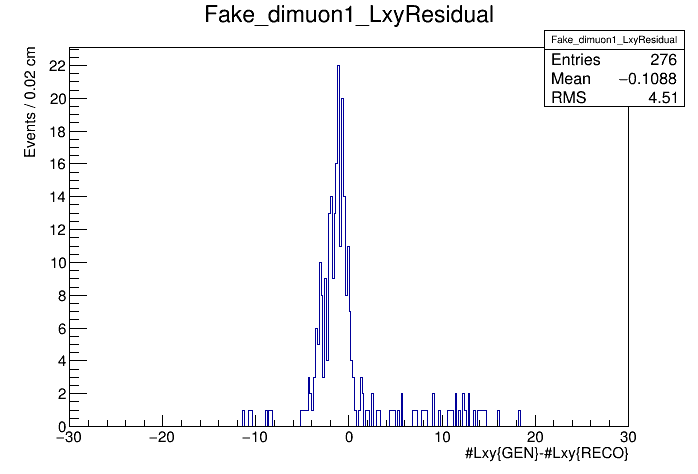 Fake_dimuon1_LxyResidual
Fake_dimuon1_LxyResidual
Entries 276
Mean −0.1088
RMS 4.51
Events / 0.02 cm
22
20
18
16
14
12
10
8
6
4
2
0
−30 −20 −10 0 10 20 30
#Lxy{GEN}-#Lxy{RECO}